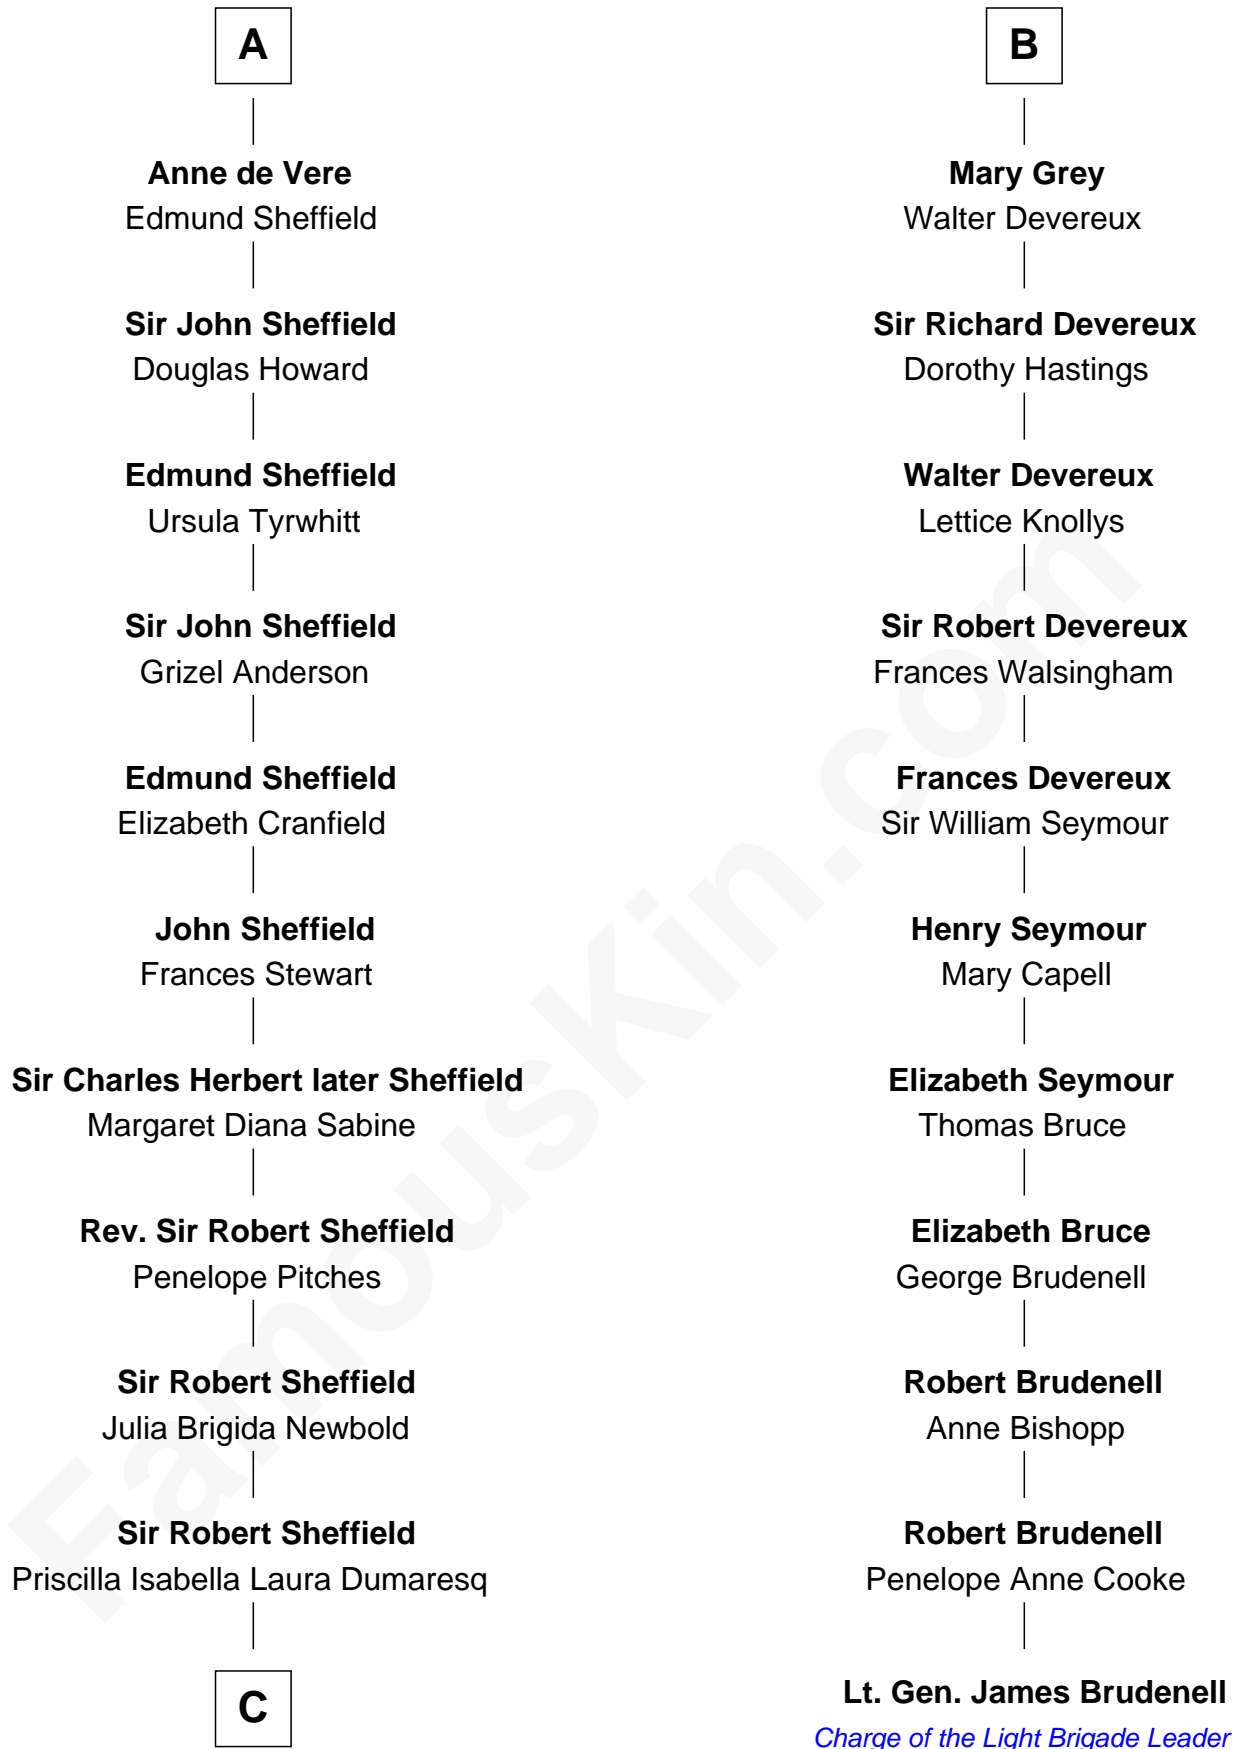 A
Anne de Vere
Edmund Sheffield
Sir John Sheffield
Douglas Howard
Edmund Sheffield
Ursula Tyrwhitt
Sir John Sheffield
Grizel Anderson
Edmund Sheffield
Elizabeth Cranfield
John Sheffield
Frances Stewart
Sir Charles Herbert later Sheffield
Margaret Diana Sabine
Rev. Sir Robert Sheffield
Penelope Pitches
Sir Robert Sheffield
Julia Brigida Newbold
Sir Robert Sheffield
Priscilla Isabella Laura Dumaresq
C
B
Mary Grey
Walter Devereux
Sir Richard Devereux
Dorothy Hastings
Walter Devereux
Lettice Knollys
Sir Robert Devereux
Frances Walsingham
Frances Devereux
Sir William Seymour
Henry Seymour
Mary Capell
Elizabeth Seymour
Thomas Bruce
Elizabeth Bruce
George Brudenell
Robert Brudenell
Anne Bishopp
Robert Brudenell
Penelope Anne Cooke
Lt. Gen. James Brudenell
Charge of the Light Brigade Leader
FamousKin.com